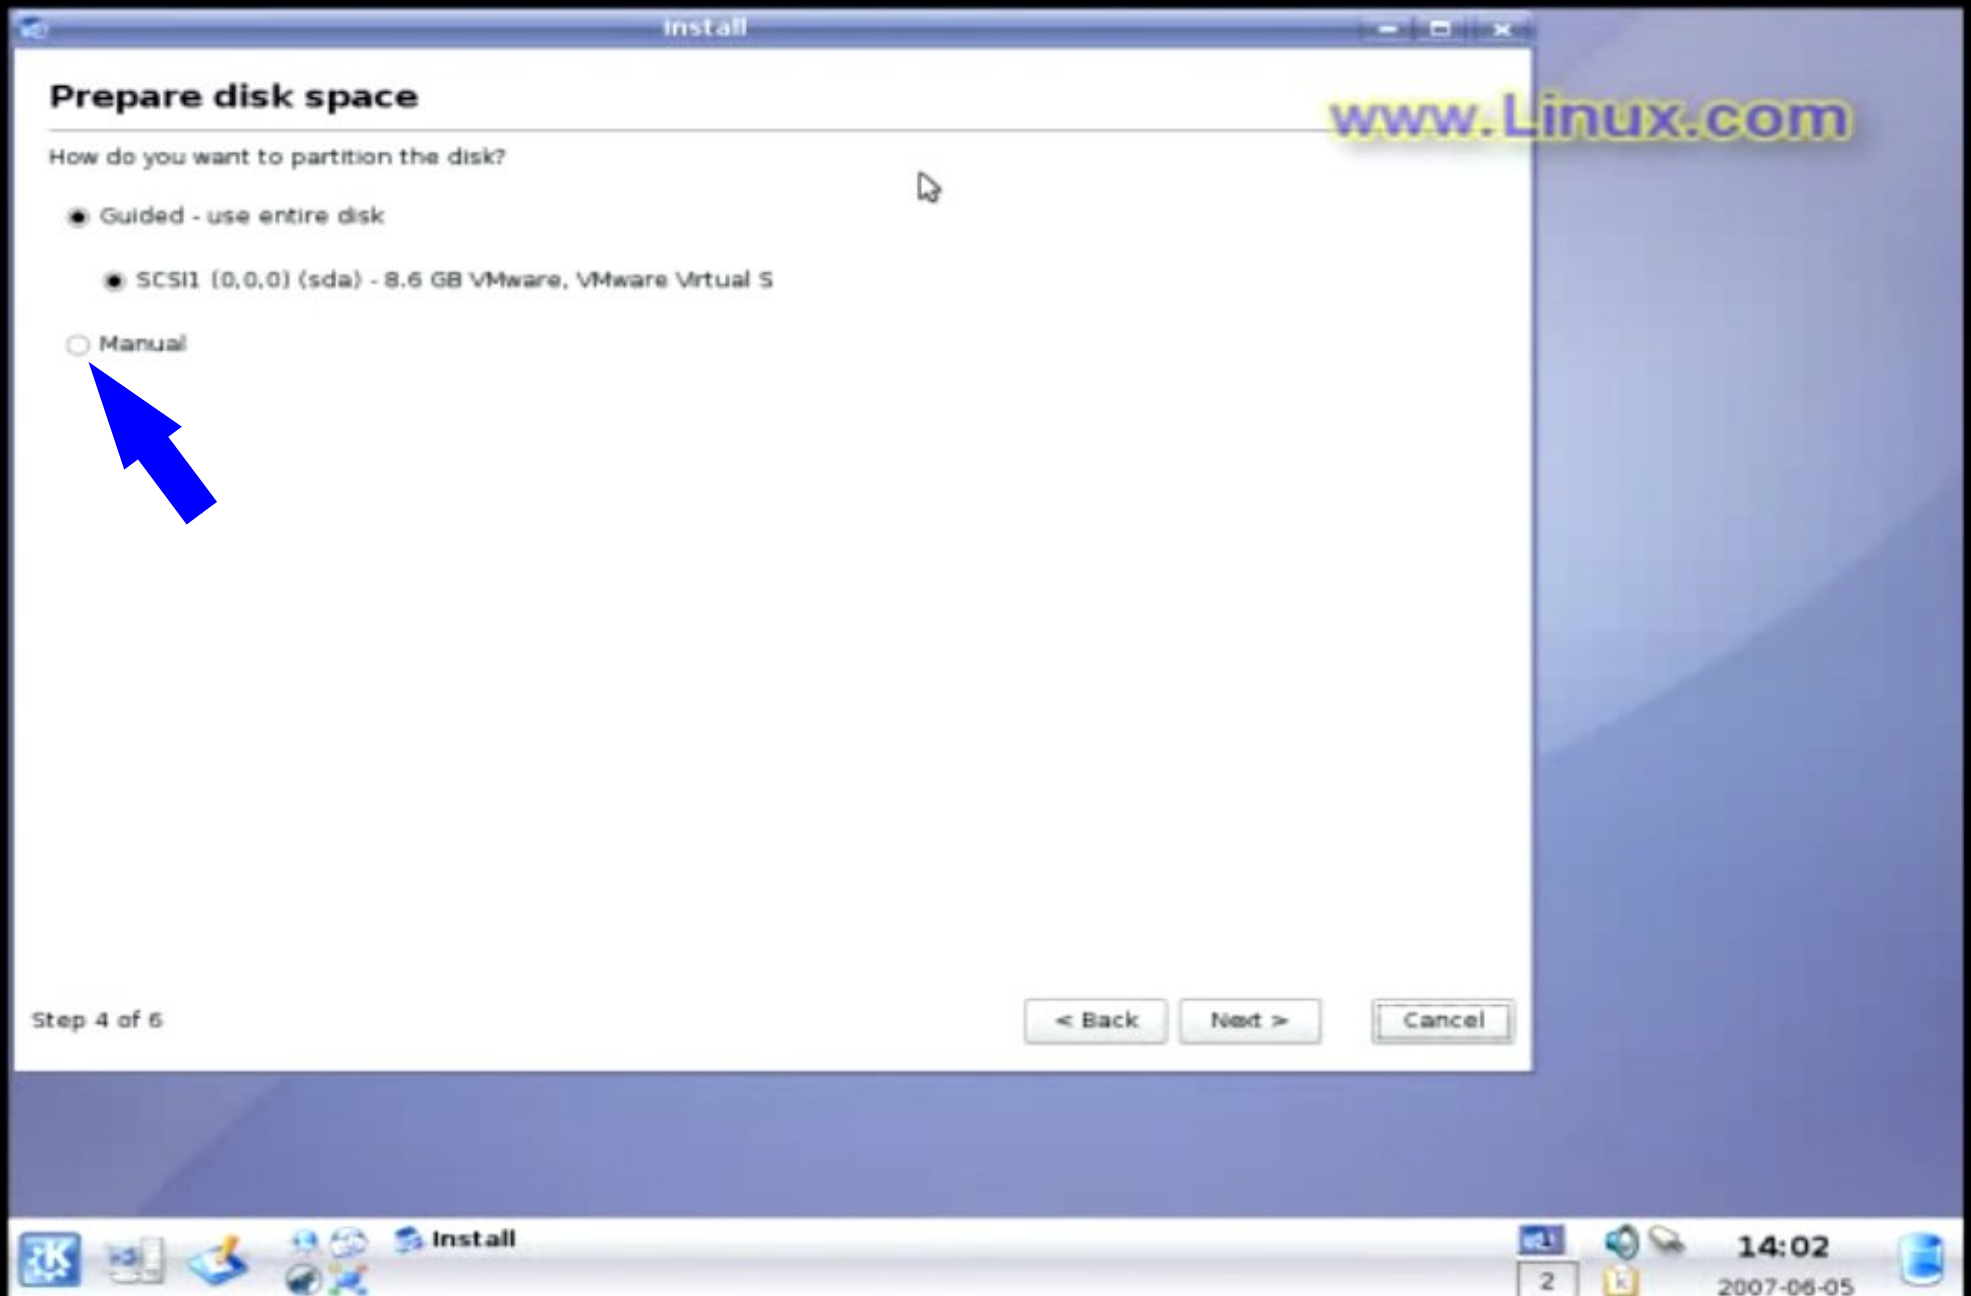 Install
Prepare disk space
www.Linux.com
How do you want to partition the disk?
Guided - use entire disk
SCSI1 (0,0,0) (sda) - 8.6 GB VMware, VMware Virtual S
Manual
Step 4 of 6
< Back
Next >
Cancel
Install
1
14:02
2
k
2007-06-05